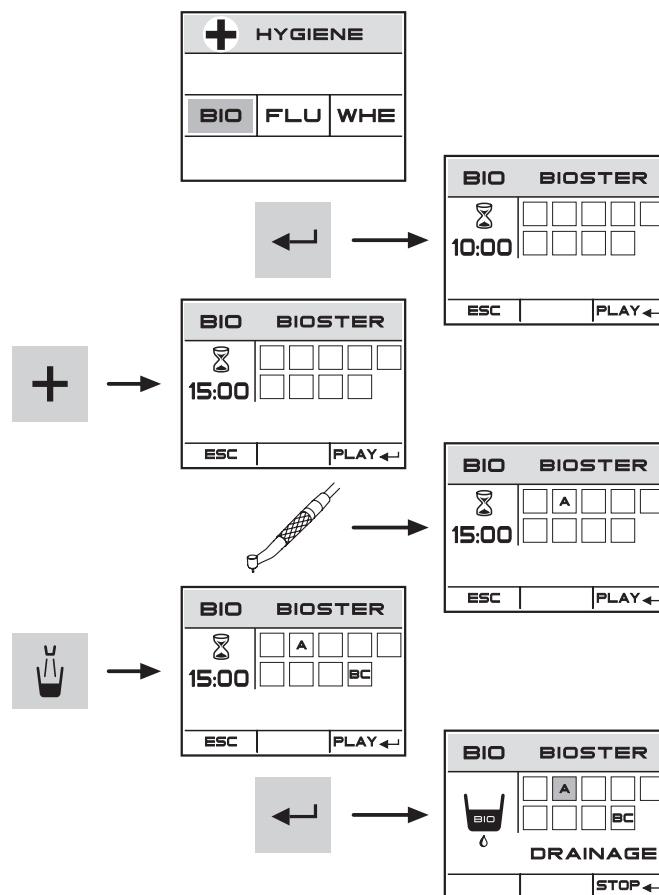 HYGIENE
BIO FLU WHE
BIO BIOSTER
10:00
ESC PLAY
BIO BIOSTER
15:00
ESC PLAY
BIO BIOSTER
A
15:00
ESC PLAY
BIO BIOSTER
A
15:00 BC
ESC PLAY
BIO BIOSTER
A
BIO BC
DRAINAGE
STOP